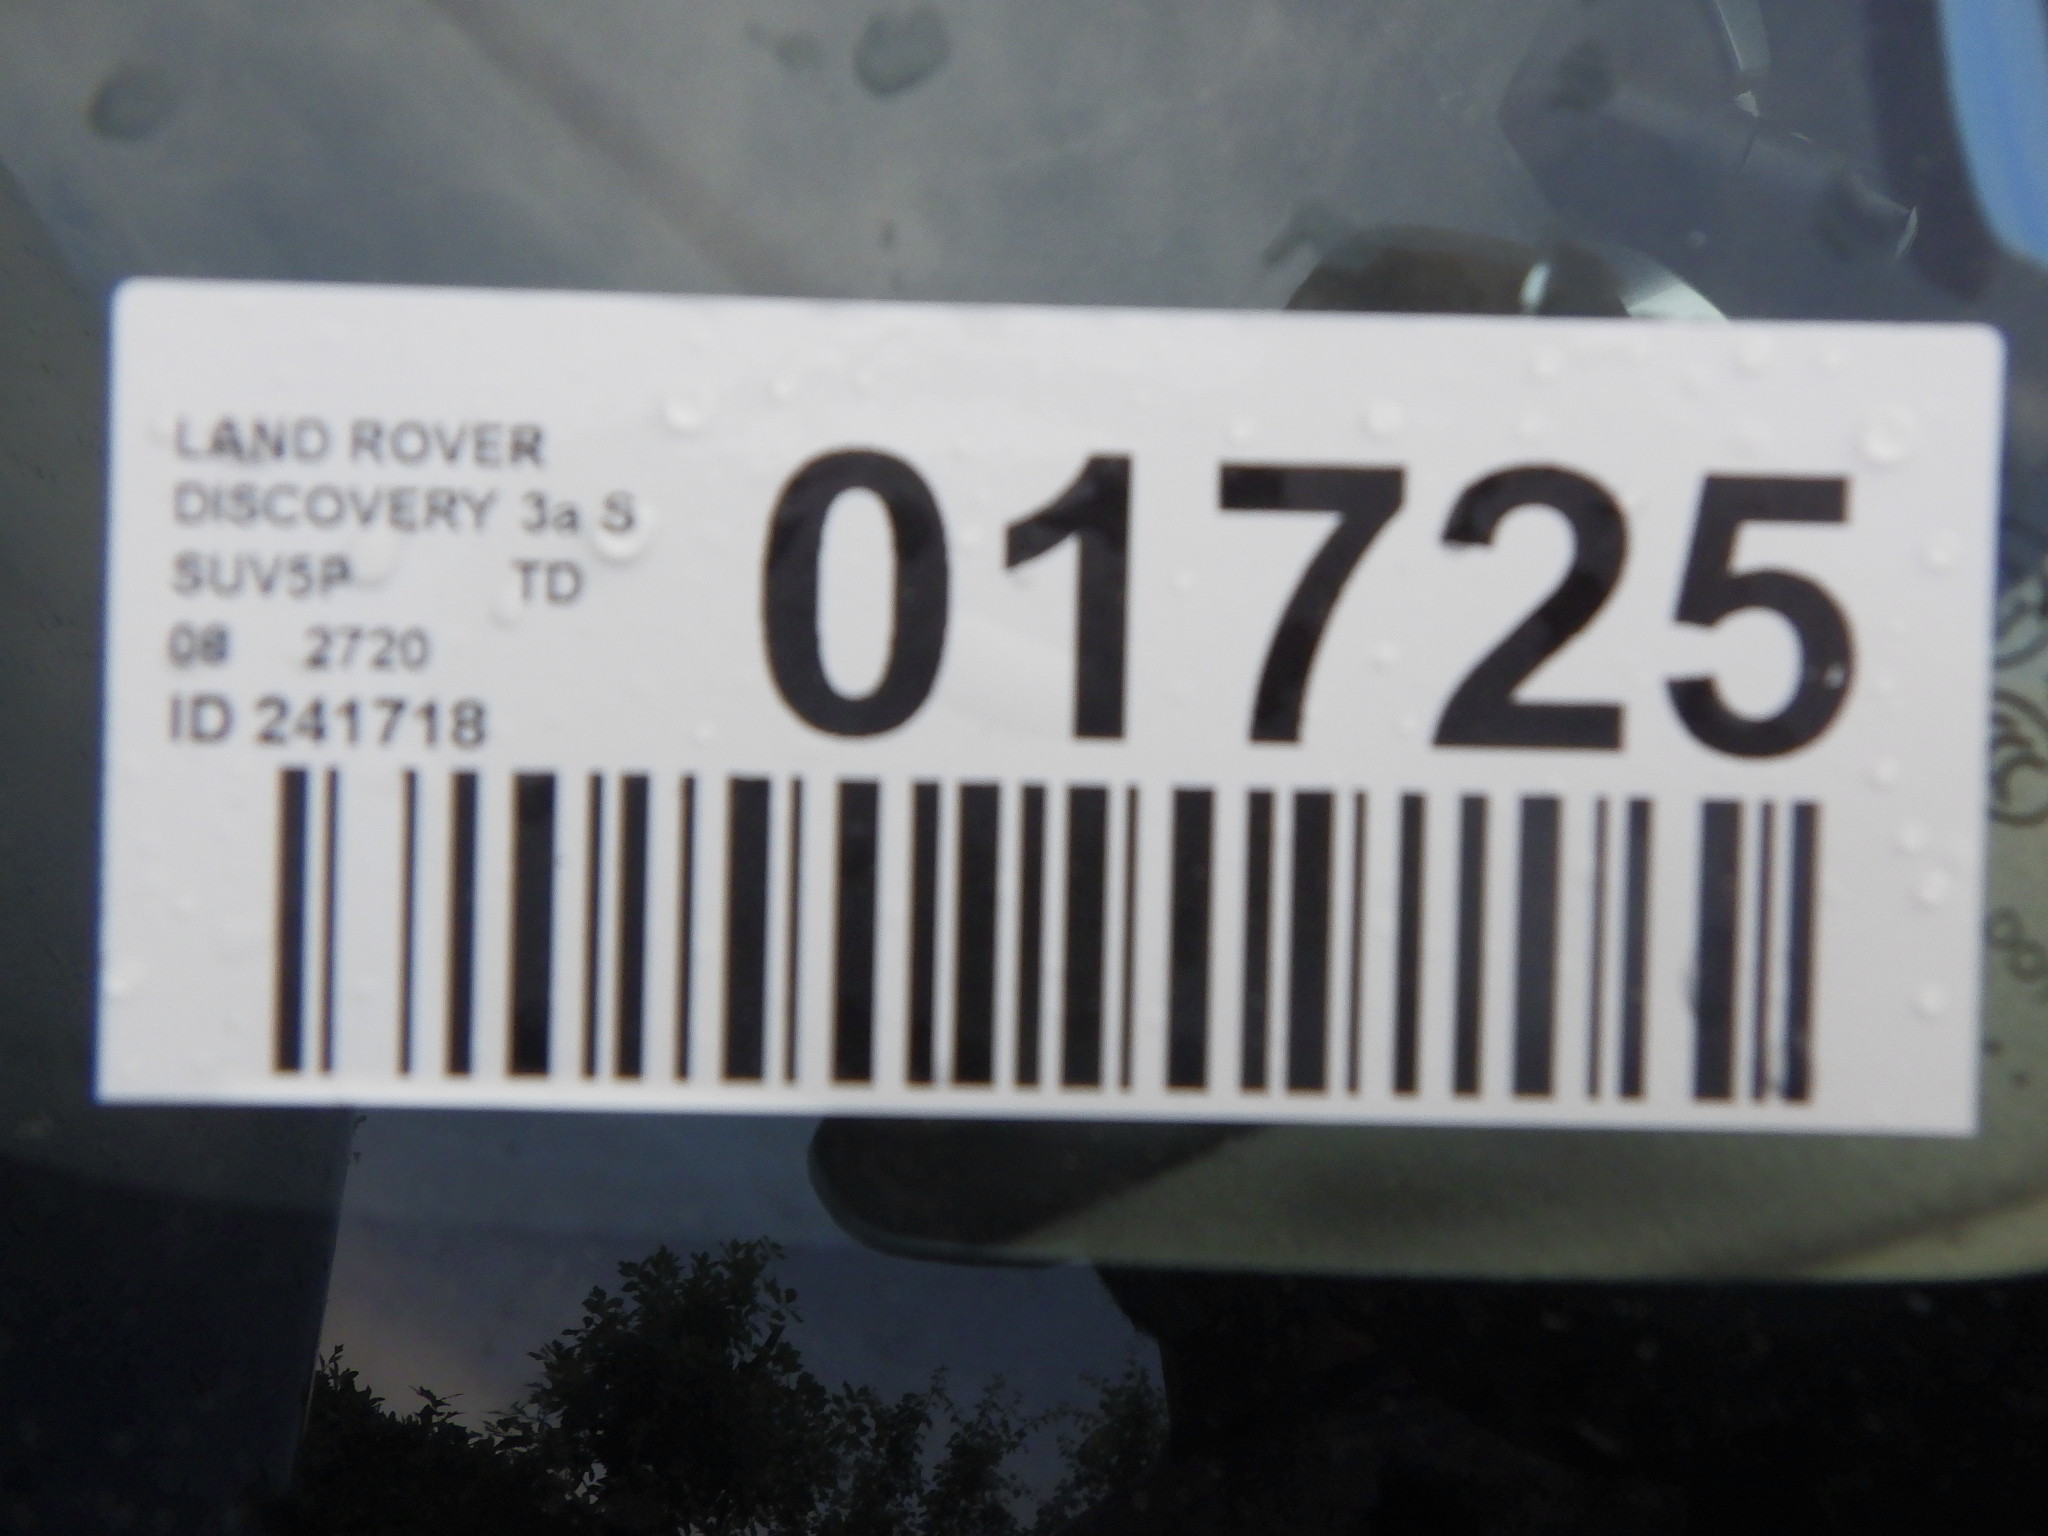 LAND ROVER
DISCOVERY 3a S
SUV5P TD
08 2720
ID 241718
01725